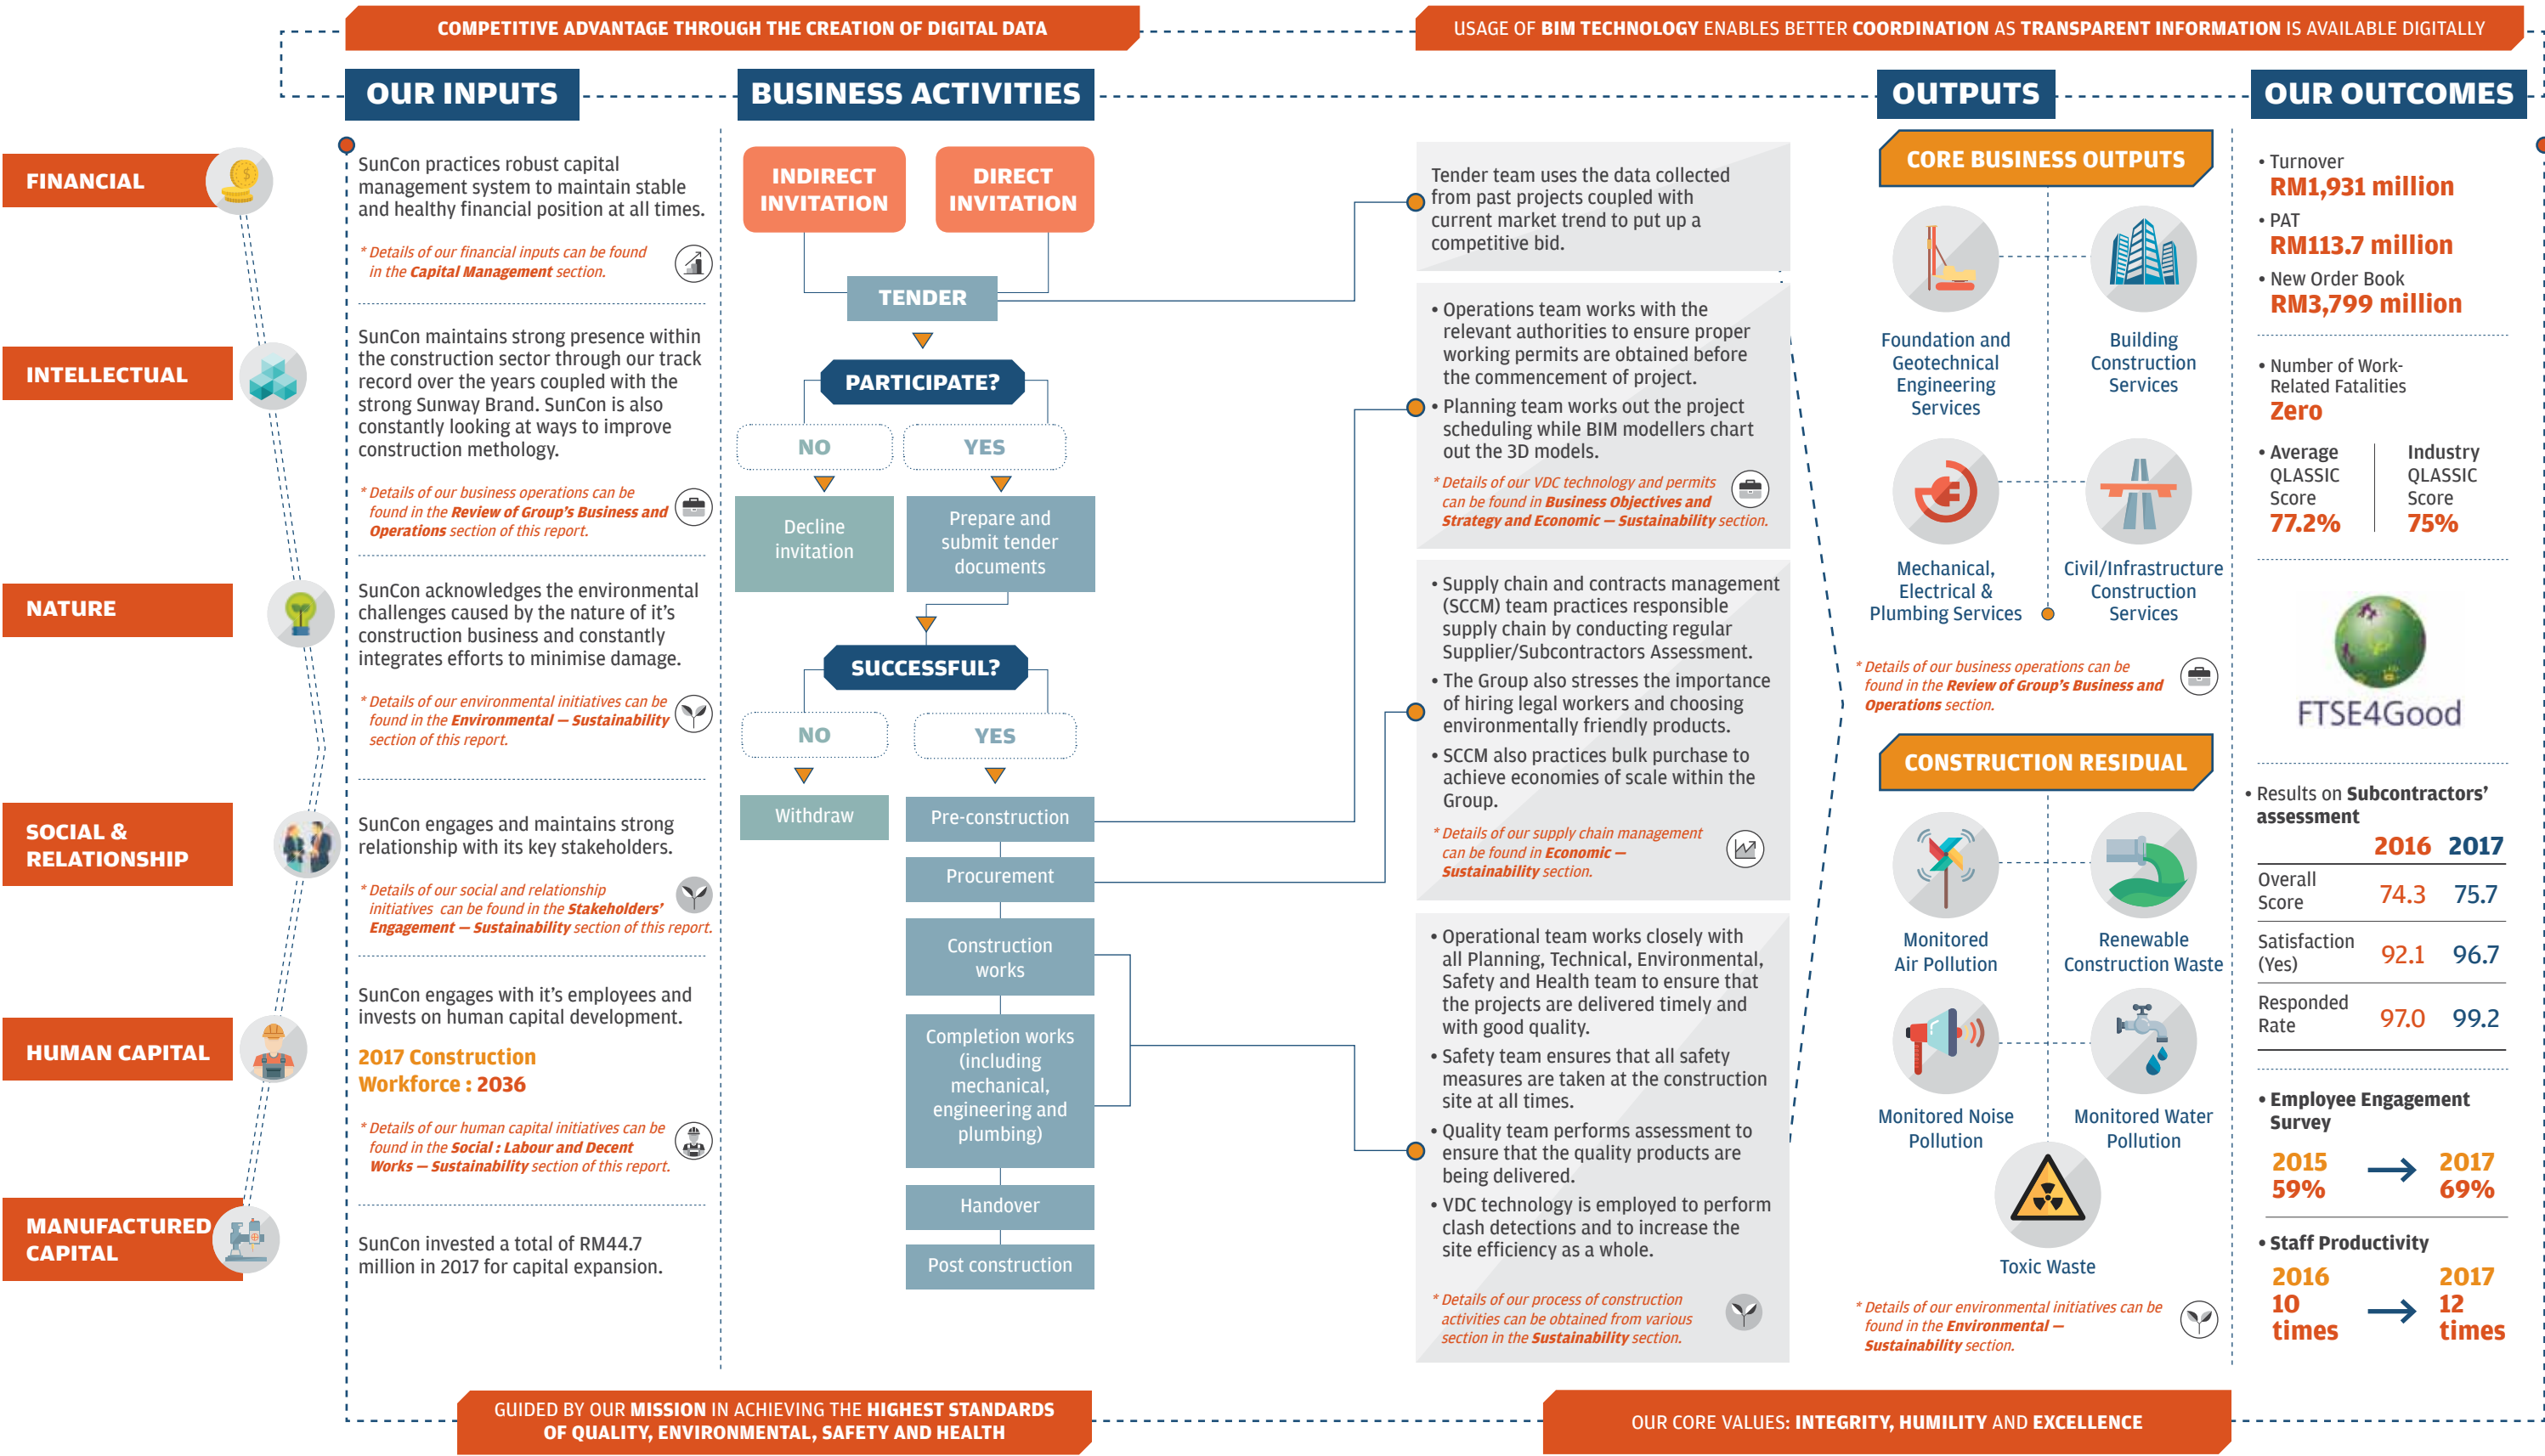 COMPETITIVE ADVANTAGE THROUGH THE CREATION OF DIGITAL DATA
USAGE OF BIM TECHNOLOGY ENABLES BETTER COORDINATION AS TRANSPARENT INFORMATION IS AVAILABLE DIGITALLY
OUR INPUTS
BUSINESS ACTIVITIES
OUTPUTS
OUR OUTCOMES
FINANCIAL
INTELLECTUAL
NATURE
SOCIAL &
RELATIONSHIP
HUMAN CAPITAL
MANUFACTURED
CAPITAL
SunCon practices robust capital
management system to maintain stable
and healthy financial position at all times.
* Details of our financial inputs can be found
in the Capital Management section.
SunCon maintains strong presence within
the construction sector through our track
record over the years coupled with the
strong Sunway Brand. SunCon is also
constantly looking at ways to improve
construction methology.
* Details of our business operations can be
found in the Review of Group's Business and
Operations section of this report.
SunCon acknowledges the environmental
challenges caused by the nature of it's
construction business and constantly
integrates efforts to minimise damage.
* Details of our environmental initiatives can be
found in the Environmental – Sustainability
section of this report.
SunCon engages and maintains strong
relationship with its key stakeholders.
* Details of our social and relationship
initiatives can be found in the Stakeholders'
Engagement – Sustainability section of this report.
SunCon engages with it's employees and
invests on human capital development.
2017 Construction
Workforce : 2036
* Details of our human capital initiatives can be
found in the Social : Labour and Decent
Works – Sustainability section of this report.
SunCon invested a total of RM44.7
million in 2017 for capital expansion.
INDIRECT
INVITATION
DIRECT
INVITATION
TENDER
PARTICIPATE?
NO
YES
Decline
invitation
Prepare and
submit tender
documents
SUCCESSFUL?
NO
YES
Withdraw
Pre-construction
Procurement
Construction
works
Completion works
(including
mechanical,
engineering and
plumbing)
Handover
Post construction
Tender team uses the data collected
from past projects coupled with
current market trend to put up a
competitive bid.
• Operations team works with the
relevant authorities to ensure proper
working permits are obtained before
the commencement of project.
• Planning team works out the project
scheduling while BIM modellers chart
out the 3D models.
* Details of our VDC technology and permits
can be found in Business Objectives and
Strategy and Economic – Sustainability section.
• Supply chain and contracts management
(SCCM) team practices responsible
supply chain by conducting regular
Supplier/Subcontractors Assessment.
• The Group also stresses the importance
of hiring legal workers and choosing
environmentally friendly products.
• SCCM also practices bulk purchase to
achieve economies of scale within the
Group.
* Details of our supply chain management
can be found in Economic –
Sustainability section.
• Operational team works closely with
all Planning, Technical, Environmental,
Safety and Health team to ensure that
the projects are delivered timely and
with good quality.
• Safety team ensures that all safety
measures are taken at the construction
site at all times.
• Quality team performs assessment to
ensure that the quality products are
being delivered.
• VDC technology is employed to perform
clash detections and to increase the
site efficiency as a whole.
* Details of our process of construction
activities can be obtained from various
section in the Sustainability section.
CORE BUSINESS OUTPUTS
Foundation and
Geotechnical
Engineering
Services
Building
Construction
Services
Mechanical,
Electrical &
Plumbing Services
Civil/Infrastructure
Construction
Services
* Details of our business operations can be
found in the Review of Group's Business and
Operations section.
CONSTRUCTION RESIDUAL
Monitored
Air Pollution
Renewable
Construction Waste
Monitored Noise
Pollution
Monitored Water
Pollution
Toxic Waste
* Details of our environmental initiatives can be
found in the Environmental –
Sustainability section.
• Turnover
RM1,931 million
• PAT
RM113.7 million
• New Order Book
RM3,799 million
• Number of Work-
Related Fatalities
Zero
• Average
QLASSIC
Score
77.2%
Industry
QLASSIC
Score
75%
FTSE4Good
• Results on Subcontractors'
assessment
2016 2017
Overall
Score
74.3 75.7
Satisfaction
(Yes)
92.1 96.7
Responded
Rate
97.0 99.2
• Employee Engagement
Survey
2015 2017
59% 69%
• Staff Productivity
2016 2017
10 12
times times
GUIDED BY OUR MISSION IN ACHIEVING THE HIGHEST STANDARDS
OF QUALITY, ENVIRONMENTAL, SAFETY AND HEALTH
OUR CORE VALUES: INTEGRITY, HUMILITY AND EXCELLENCE